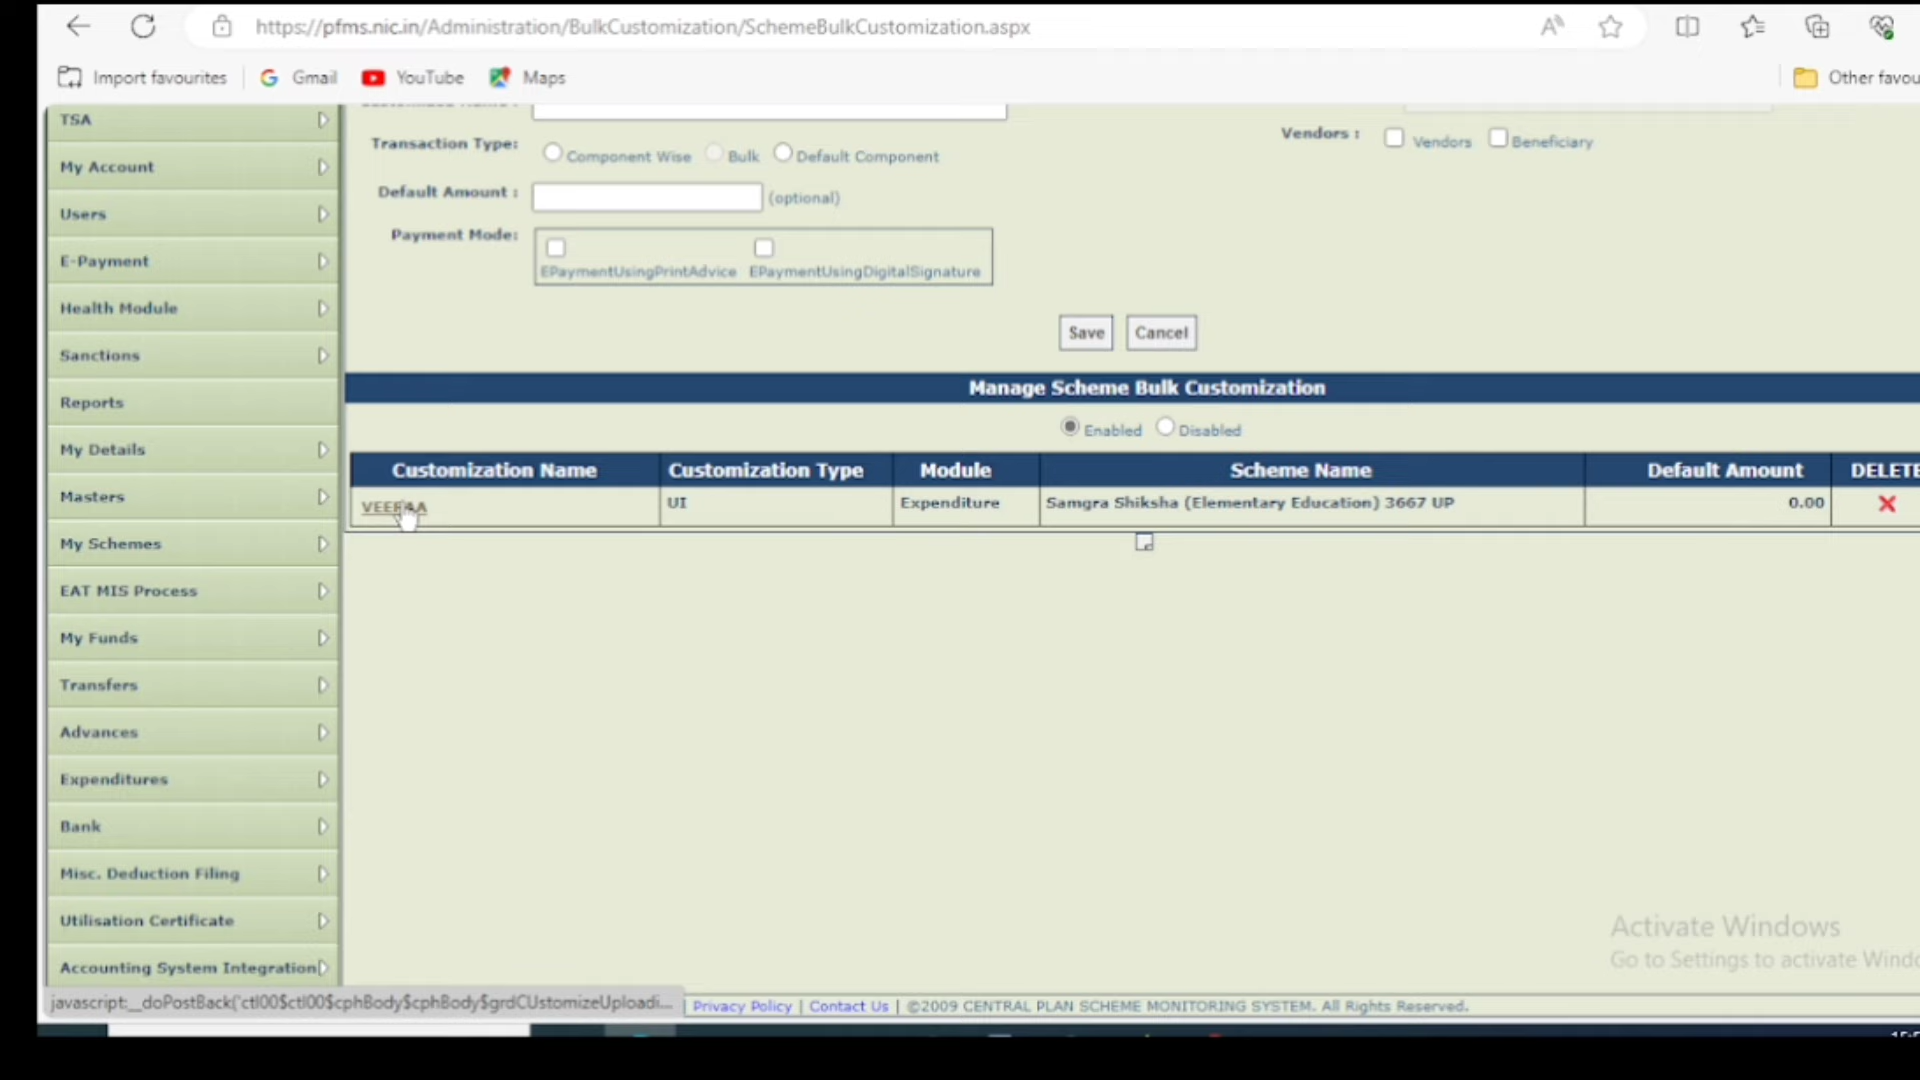 https://pfms.nic.in/Administration/BulkCustomization/SchemeBulkCustomization.aspx
Import favourites
Gmail
YouTube
Maps
Other favou
TSA
My Account
Users
E-Payment
Health Module
Sanctions
Reports
My Details
Masters
My Schemes
EAT MIS Process
My Funds
Transfers
Advances
Expenditures
Bank
Misc. Deduction Filing
Utilisation Certificate
Accounting System Integration
Transaction Type: Component Wise Bulk Default Component
Vendors : Vendors Beneficiary
Default Amount : (optional)
Payment Mode: EPaymentUsingPrintAdvice EPaymentUsingDigitalSignature
Save Cancel
Manage Scheme Bulk Customization
Enabled Disabled
Customization Name Customization Type Module Scheme Name Default Amount DELETE
UI Expenditure Samgra Shiksha (Elementary Education) 3667 UP 0.00
Activate Windows
Go to Settings to activate Windo
javascript:__doPostBack('ctl00$ctl00$cphBody$cphBody$grdCUstomizeUploadi...
Privacy Policy | Contact Us | ©2009 CENTRAL PLAN SCHEME MONITORING SYSTEM. All Rights Reserved.